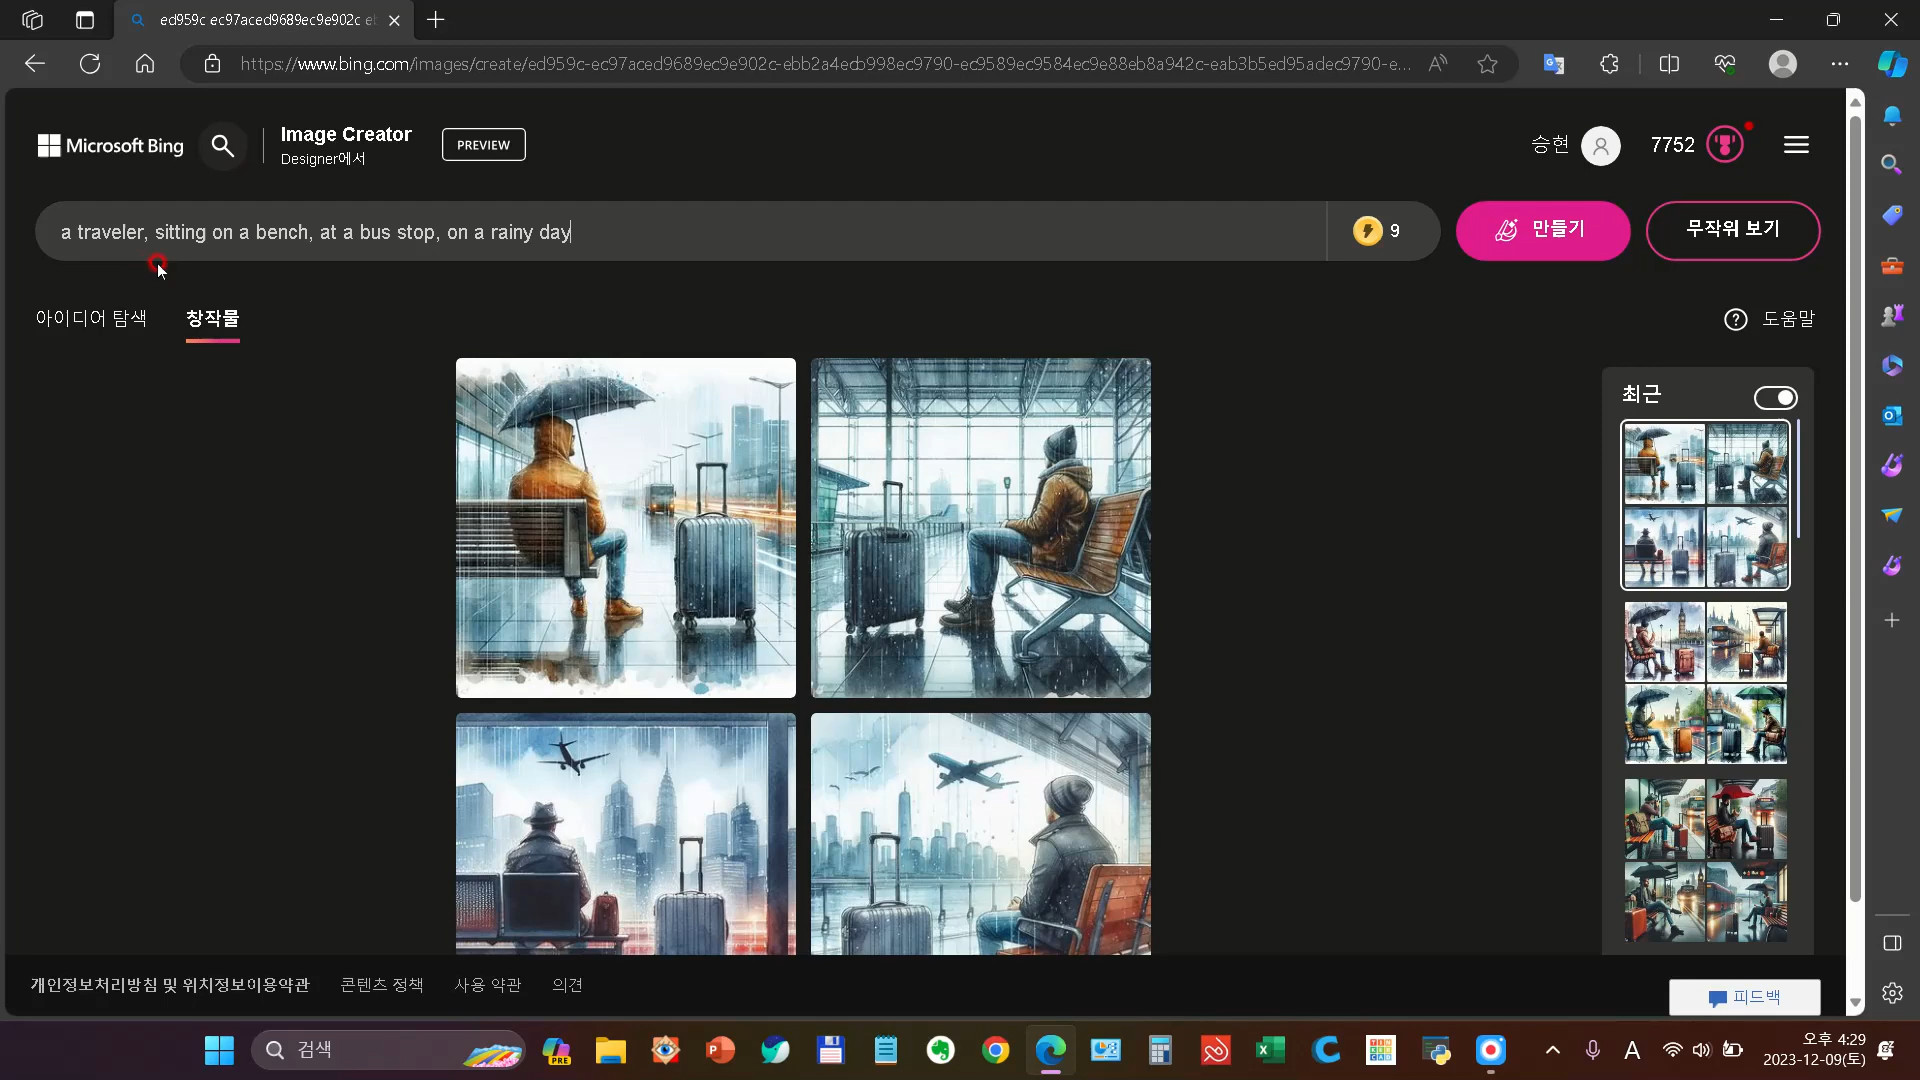 ed959c ec97aced9689ec9e902c
https://www.bing.com/images/create/ed959c-ec97aced9689ec9e902c-ebb2a4ecb998ec9790-ec9589ec9584ec9e88eb8a942c-eab3b5ed95adec9790-e...
Microsoft Bing
Image Creator
Designer에서
PREVIEW
승현
7752
a traveler, sitting on a bench, at a bus stop, on a rainy day
9
만들기
무작위 보기
아이디어 탐색
창작물
도움말
최근
개인정보처리방침 및 위치정보이용약관
콘텐츠 정책
사용 약관
의견
피드백
검색
PRE
A
오후 4:29
2023-12-09(토)